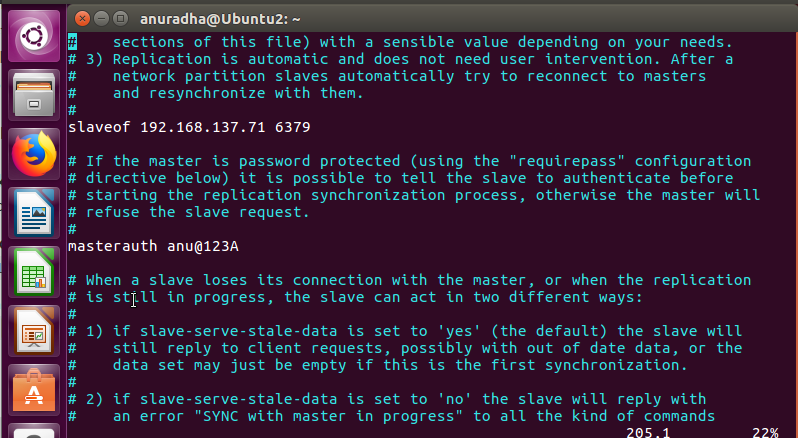 anuradha@Ubuntu2: ~
#    sections of this file) with a sensible value depending on your needs.
# 3) Replication is automatic and does not need user intervention. After a
#    network partition slaves automatically try to reconnect to masters
#    and resynchronize with them.
#
slaveof 192.168.137.71 6379
# If the master is password protected (using the "requirepass" configuration
# directive below) it is possible to tell the slave to authenticate before
# starting the replication synchronization process, otherwise the master will
# refuse the slave request.
#
masterauth anu@123A
# When a slave loses its connection with the master, or when the replication
# is still in progress, the slave can act in two different ways:
#
# 1) if slave-serve-stale-data is set to 'yes' (the default) the slave will
#    still reply to client requests, possibly with out of date data, or the
#    data set may just be empty if this is the first synchronization.
#
# 2) if slave-serve-stale-data is set to 'no' the slave will reply with
#    an error "SYNC with master in progress" to all the kind of commands
205,1 22%